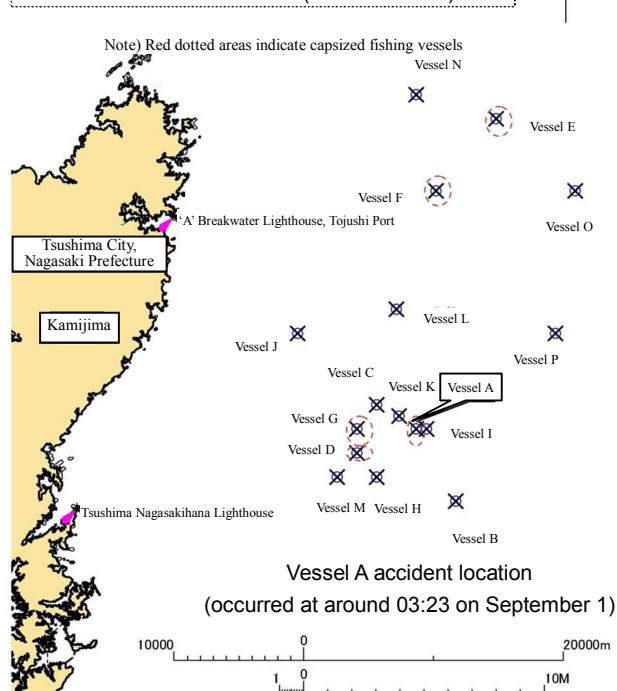 Note) Red dotted areas indicate capsized fishing vessels
Vessel N
Vessel E
Vessel F
'A' Breakwater Lighthouse, Tojushi Port
Vessel O
Tsushima City,
Nagasaki Prefecture
Kamijima
Vessel L
Vessel J
Vessel P
Vessel C
Vessel K
Vessel A
Vessel G
Vessel I
Vessel D
Vessel M
Vessel H
Tsushima Nagasakihana Lighthouse
Vessel B
Vessel A accident location
(occurred at around 03:23 on September 1)
10000
0
20000m
1
0
10M